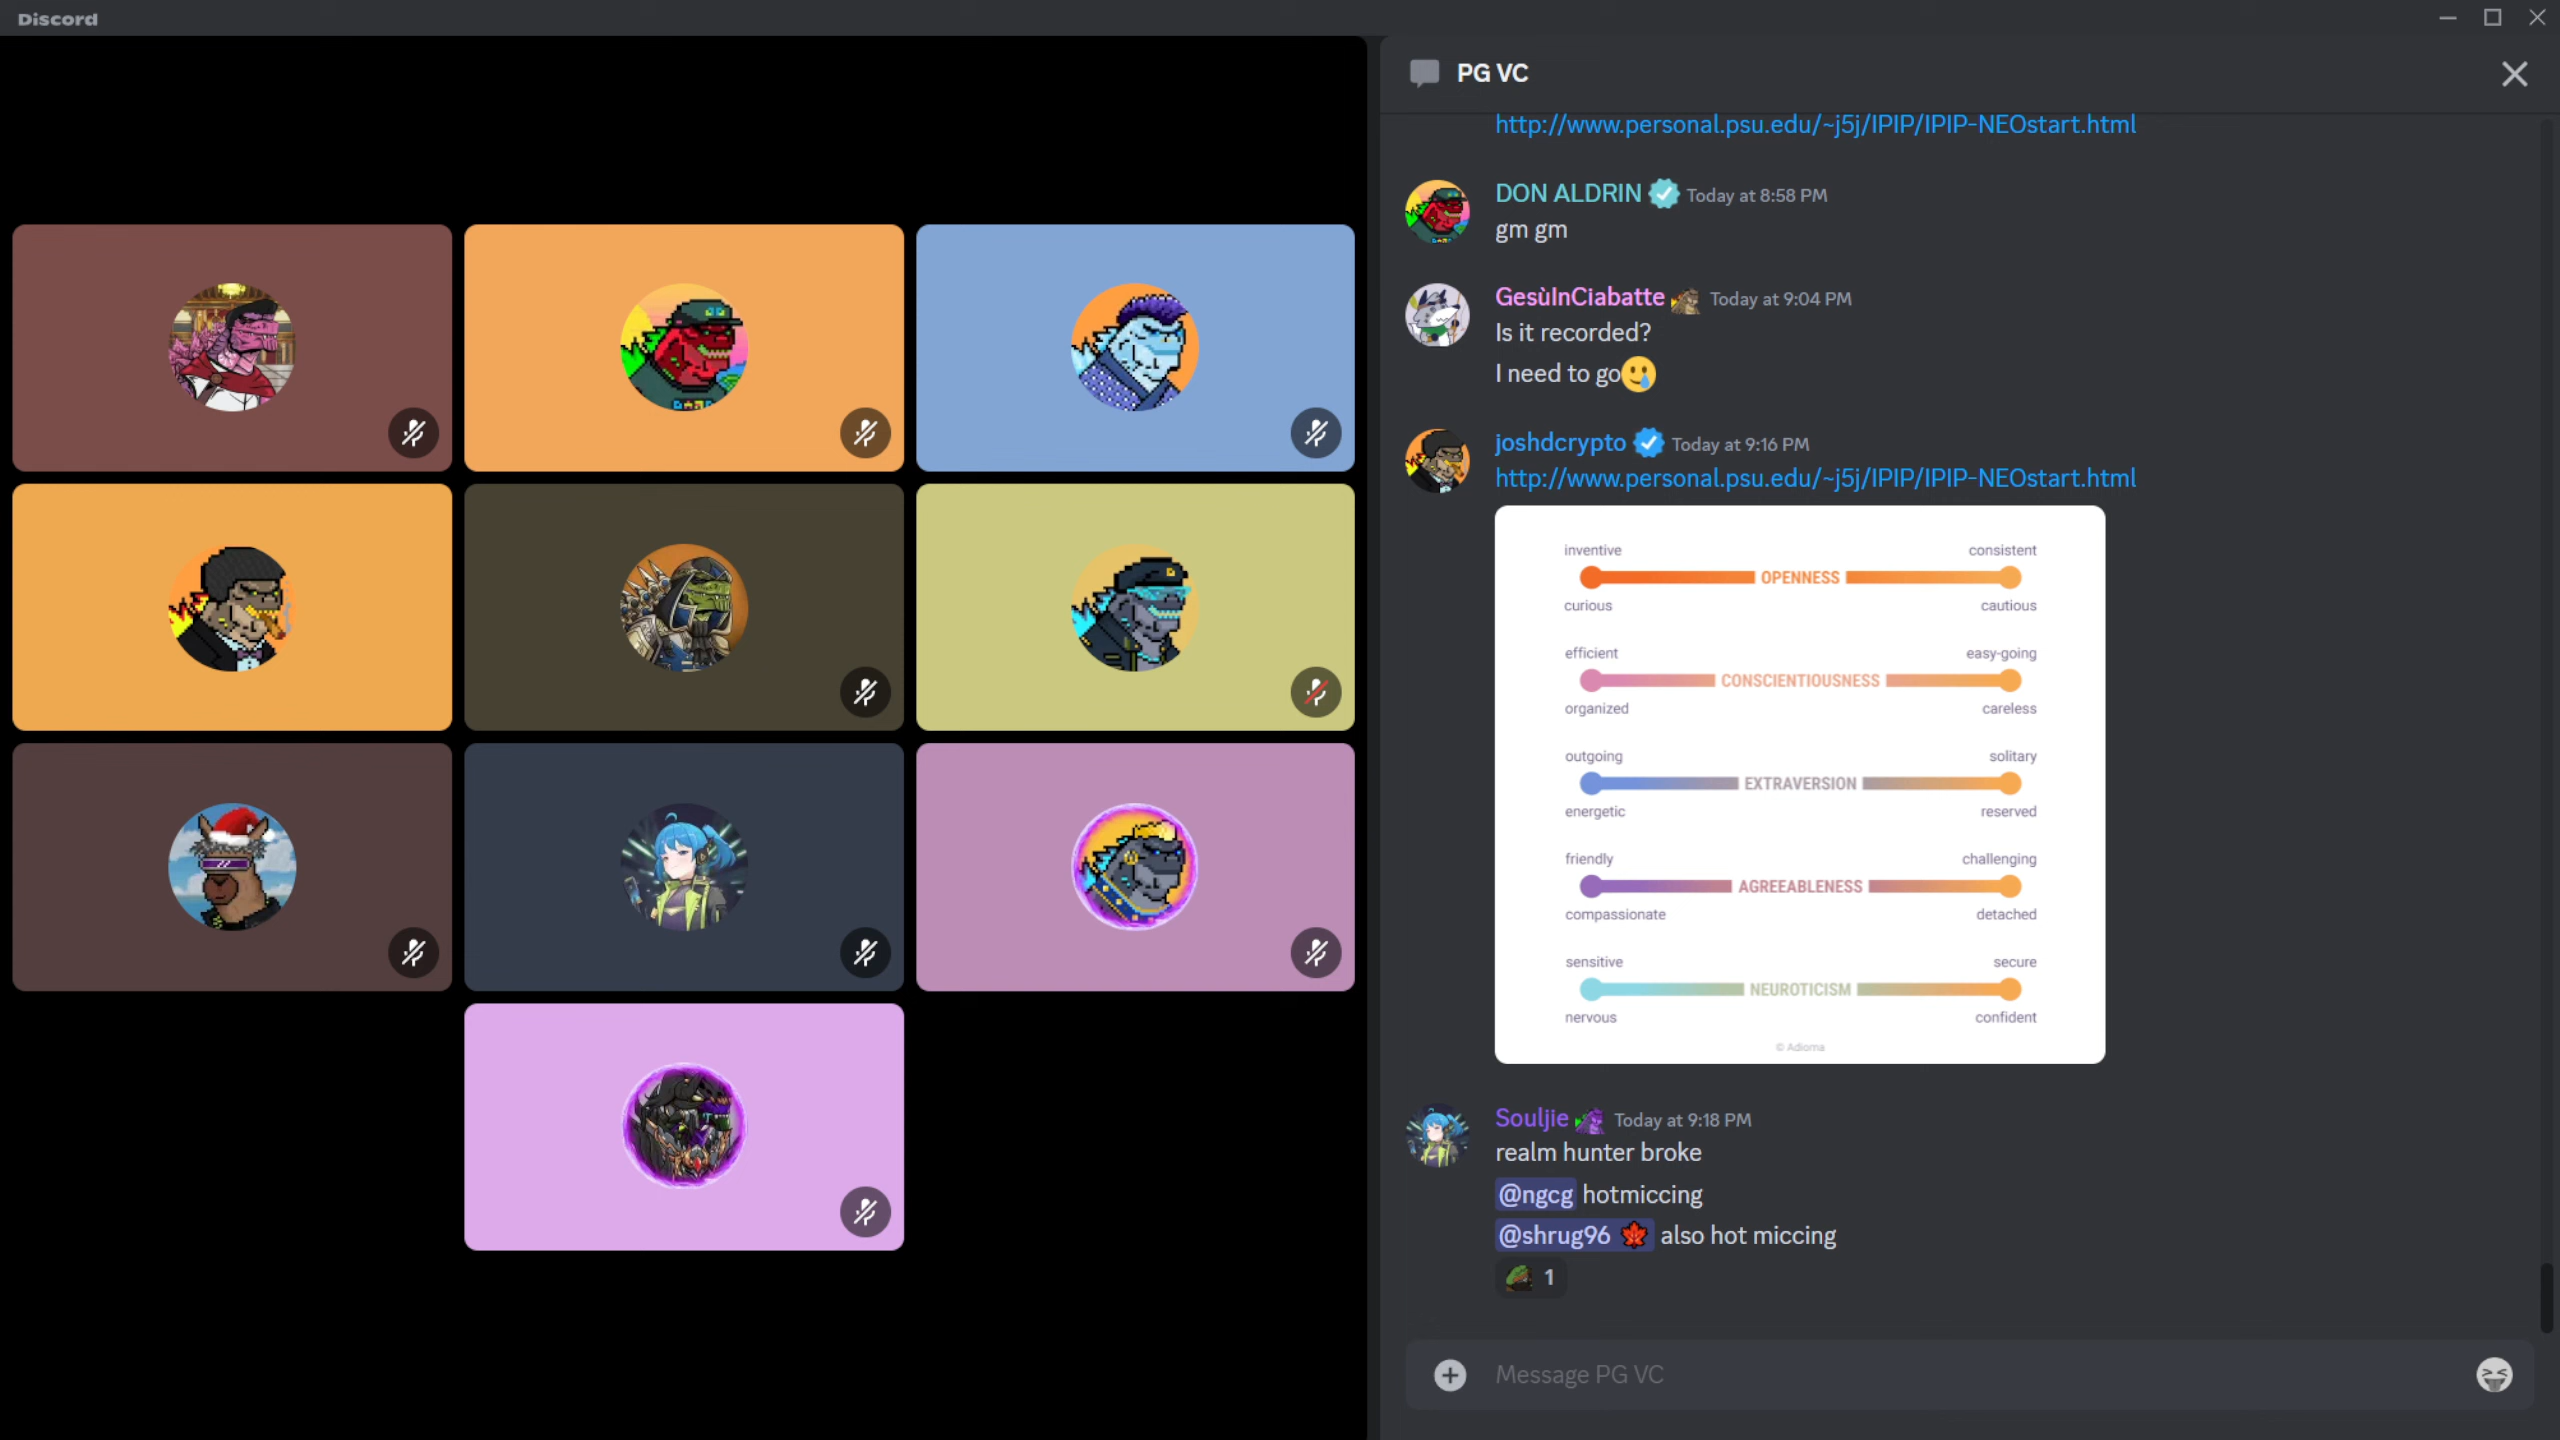 Discord
PG VC
http://www.personal.psu.edu/~j5j/IPIP/IPIP-NEOstart.html
DON ALDRIN Today at 8:58 PM
gm gm
GesùInCiabatte Today at 9:04 PM
Is it recorded?
I need to go
joshdcrypto Today at 9:16 PM
http://www.personal.psu.edu/~j5j/IPIP/IPIP-NEOstart.html
inventive consistent
OPENNESS
curious cautious
efficient easy-going
CONSCIENTIOUSNESS
organized careless
outgoing solitary
EXTRAVERSION
energetic reserved
friendly challenging
AGREEABLENESS
compassionate detached
sensitive secure
NEUROTICISM
nervous confident
© Adioma
Souljie Today at 9:18 PM
realm hunter broke
@ngcg hotmiccing
@shrug96 🍁 also hot miccing
1
Message PG VC